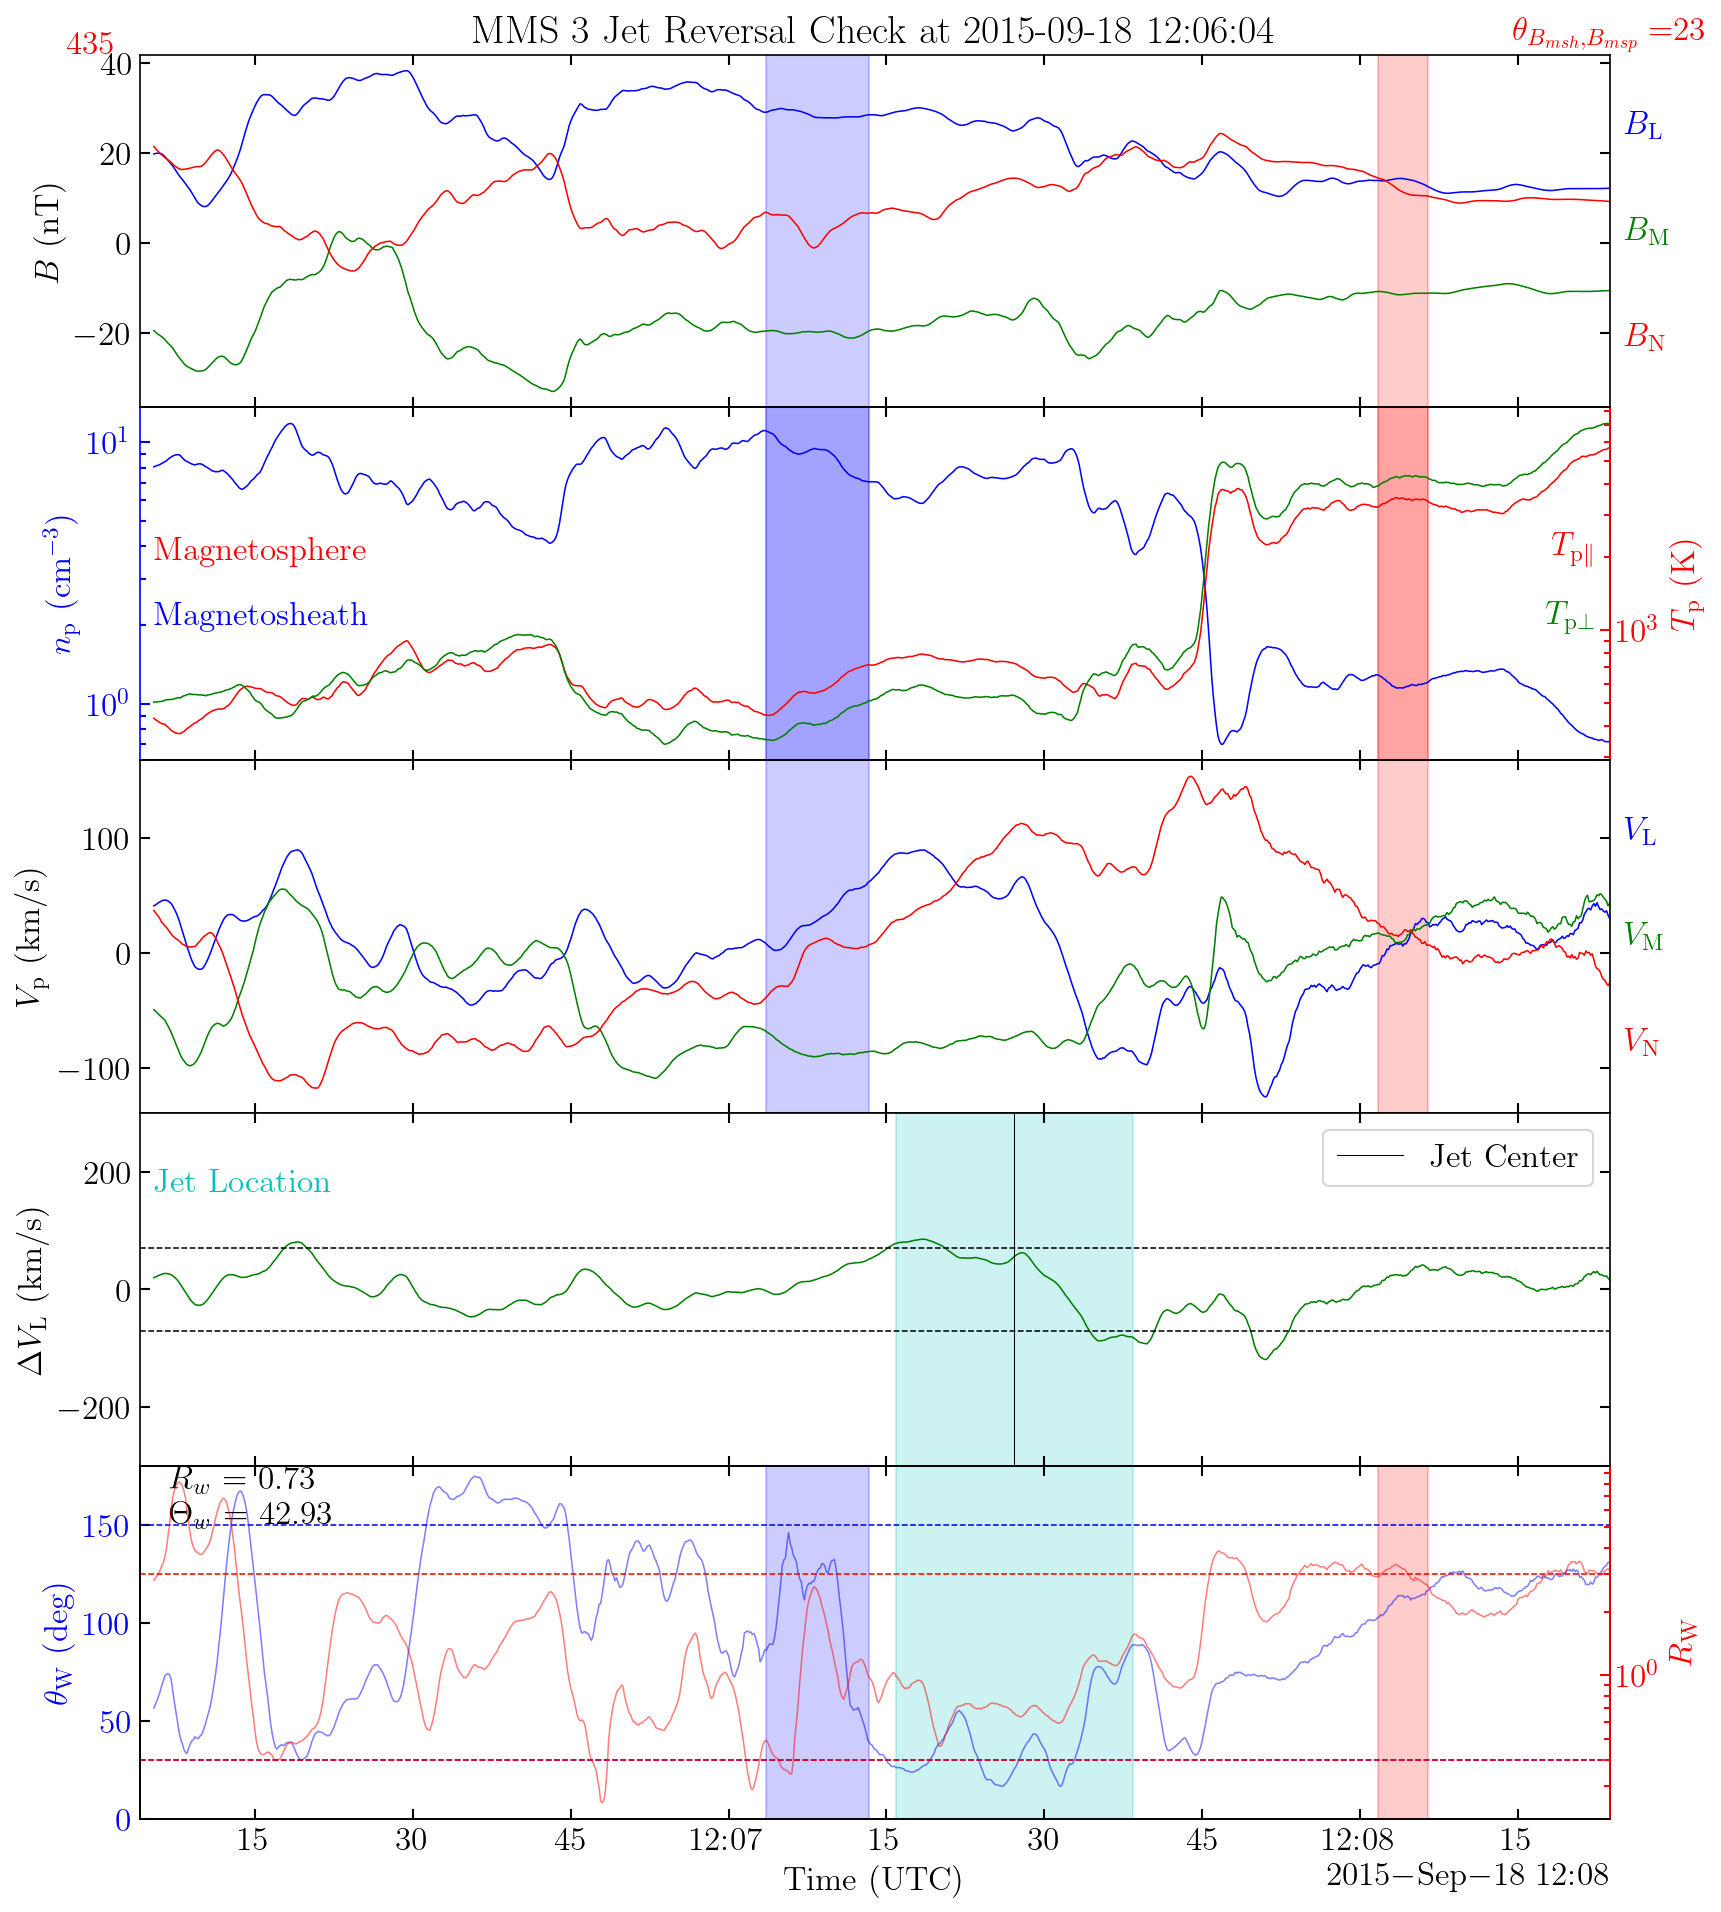 MMS 3 Jet Reversal Check at 2015-09-18 12:06:04
435
θ_{B_{msh},B_{msp}} =23
40
20
0
−20
B (nT)
B_L
B_M
B_N
10^1
10^0
n_p (cm^{−3})
Magnetosphere
Magnetosheath
T_{p∥}
T_{p⊥}
10^3
T_p (K)
100
0
−100
V_p (km/s)
V_L
V_M
V_N
200
0
−200
ΔV_L (km/s)
Jet Location
Jet Center
R_w = 0.73
Θ_w = 42.93
150
100
50
0
θ_W (deg)
10^0
R_W
15 30 45 12:07 15 30 45 12:08 15
Time (UTC)
2015−Sep−18 12:08